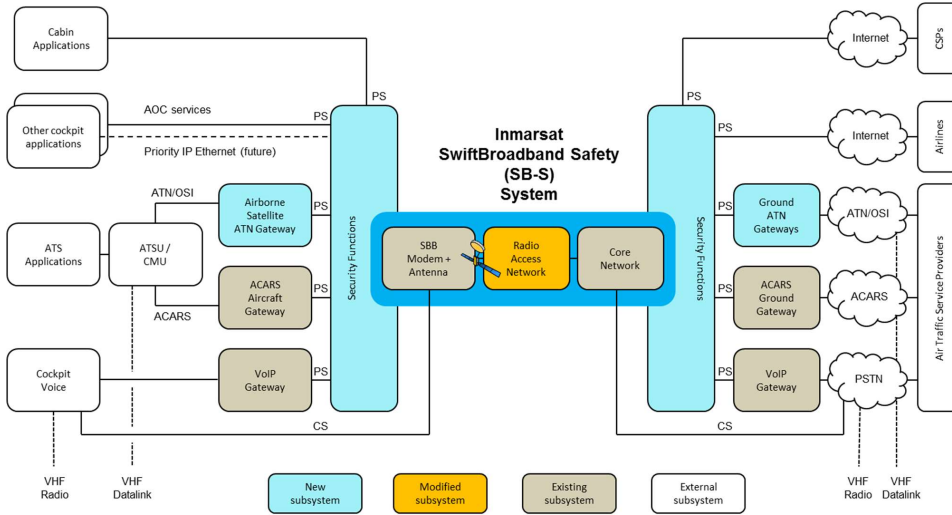 Cabin
Applications
PS
AOC services
PS
Other cockpit
applications
Priority IP Ethernet (future)
ATN/OSI
Airborne
Satellite
ATN Gateway
PS
ATS
Applications
ATSU /
CMU
ACARS
ACARS
Aircraft
Gateway
PS
Cockpit
Voice
VoIP
Gateway
PS
CS
VHF
Radio
VHF
Datalink
Security Functions
Inmarsat
SwiftBroadband Safety
(SB-S)
System
SBB
Modem +
Antenna
Radio
Access
Network
Core
Network
Security Functions
PS
Internet
CSPs
PS
Internet
Airlines
PS
Ground
ATN
Gateways
ATN/OSI
PS
ACARS
Ground
Gateway
ACARS
PS
VoIP
Gateway
PSTN
Air Traffic Service Providers
CS
VHF
Radio
VHF
Datalink
New
subsystem
Modified
subsystem
Existing
subsystem
External
subsystem